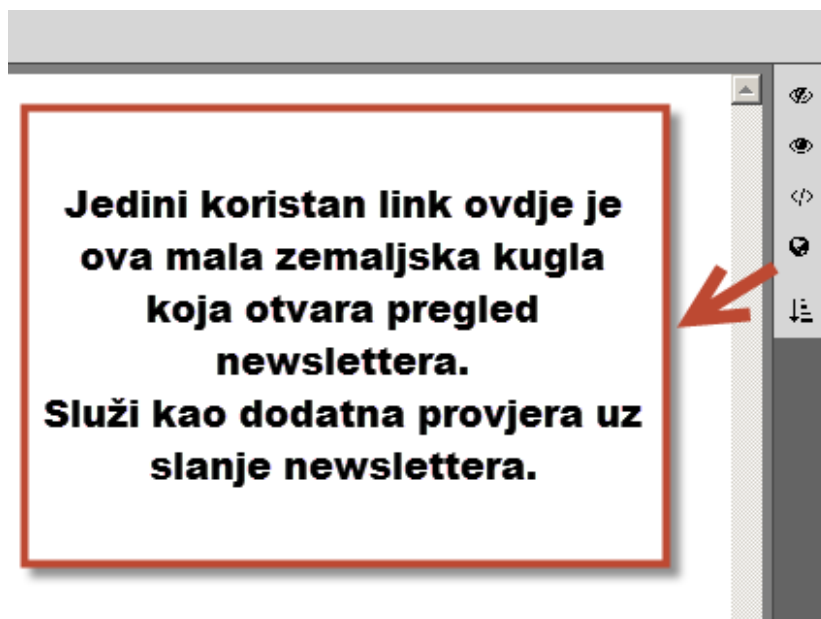 Jedini koristan link ovdje je
ova mala zemaljska kugla
koja otvara pregled
newslettera.
Služi kao dodatna provjera uz
slanje newslettera.